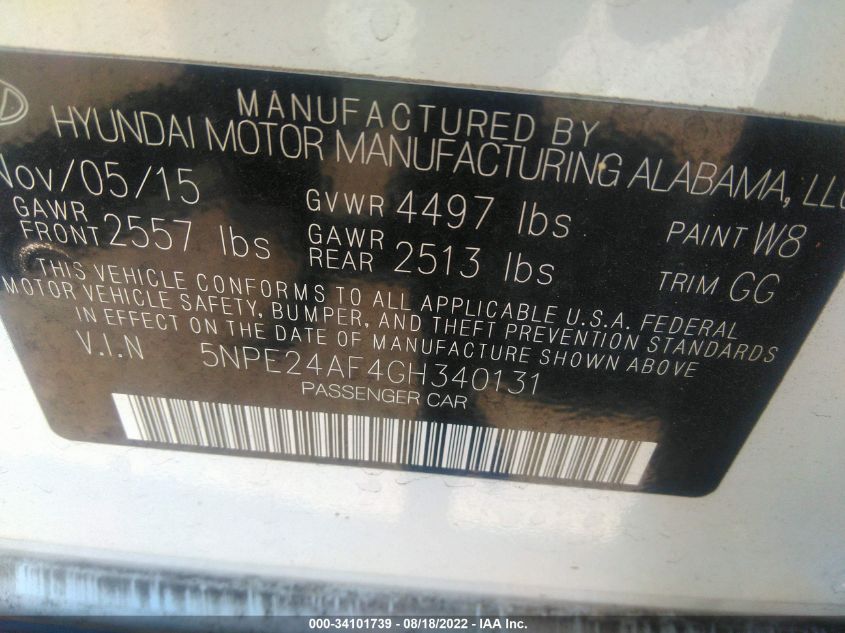 MANUFACTURED BY
HYUNDAI MOTOR MANUFACTURING ALABAMA, LLC
Nov/05/15 GVWR 4497 lbs PAINT W8
GAWR FRONT 2557 lbs GAWR REAR 2513 lbs TRIM GG
THIS VEHICLE CONFORMS TO ALL APPLICABLE U.S.A. FEDERAL
MOTOR VEHICLE SAFETY, BUMPER, AND THEFT PREVENTION STANDARDS
IN EFFECT ON THE DATE OF MANUFACTURE SHOWN ABOVE
V.I.N 5NPE24AF4GH340131
PASSENGER CAR
000-34101739 - 08/18/2022 - IAA Inc.